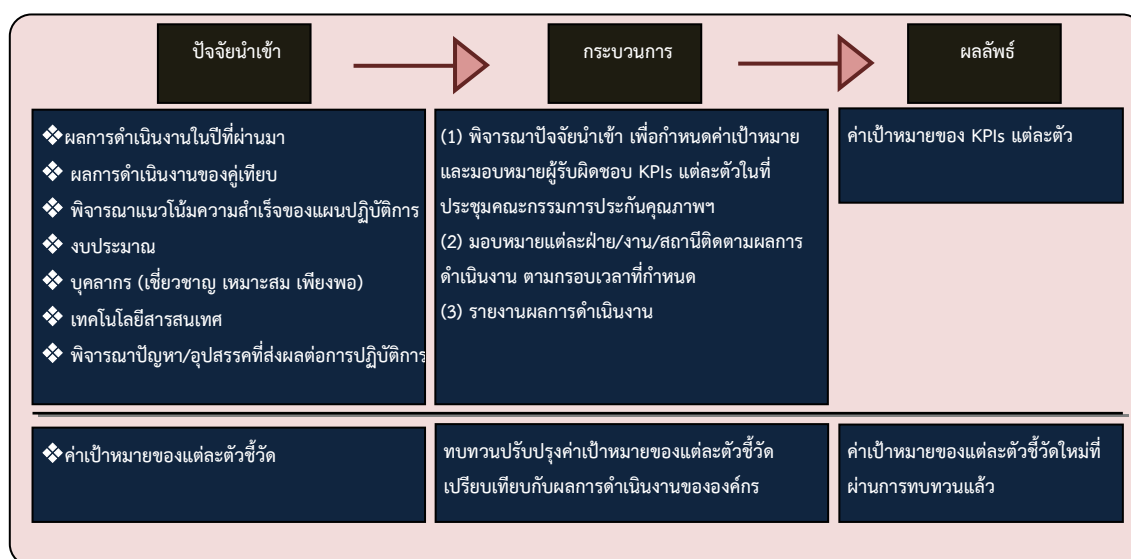 ปัจจัยนำเข้า
กระบวนการ
ผลลัพธ์
❖ผลการดำเนินงานในปีที่ผ่านมา
❖ ผลการดำเนินงานของคู่เทียบ
❖ พิจารณาแนวโน้มความสำเร็จของแผนปฏิบัติการ
❖ งบประมาณ
❖ บุคลากร (เชี่ยวชาญ เหมาะสม เพียงพอ)
❖ เทคโนโลยีสารสนเทศ
❖ พิจารณาปัญหา/อุปสรรคที่ส่งผลต่อการปฏิบัติการ
(1) พิจารณาปัจจัยนำเข้า เพื่อกำหนดค่าเป้าหมาย
และมอบหมายผู้รับผิดชอบ KPIs แต่ละตัวในที่
ประชุมคณะกรรมการประกันคุณภาพฯ
(2) มอบหมายแต่ละฝ่าย/งาน/สถานีติดตามผลการ
ดำเนินงาน ตามกรอบเวลาที่กำหนด
(3) รายงานผลการดำเนินงาน
ค่าเป้าหมายของ KPIs แต่ละตัว
❖ค่าเป้าหมายของแต่ละตัวชี้วัด
ทบทวนปรับปรุงค่าเป้าหมายของแต่ละตัวชี้วัด
เปรียบเทียบกับผลการดำเนินงานขององค์กร
ค่าเป้าหมายของแต่ละตัวชี้วัดใหม่ที่
ผ่านการทบทวนแล้ว